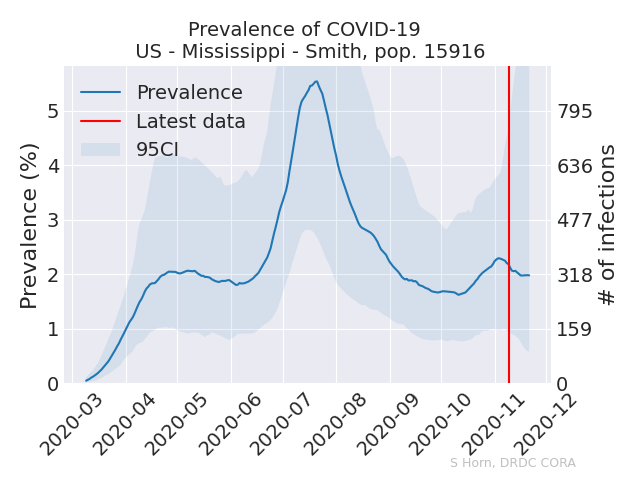 Prevalence of COVID-19
US - Mississippi - Smith, pop. 15916
Prevalence
Latest data
95CI
Prevalence (%)
5
4
3
2
1
0
795
636
477
318
159
0
# of infections
2020-03
2020-04
2020-05
2020-06
2020-07
2020-08
2020-09
2020-10
2020-11
2020-12
S Horn, DRDC CORA